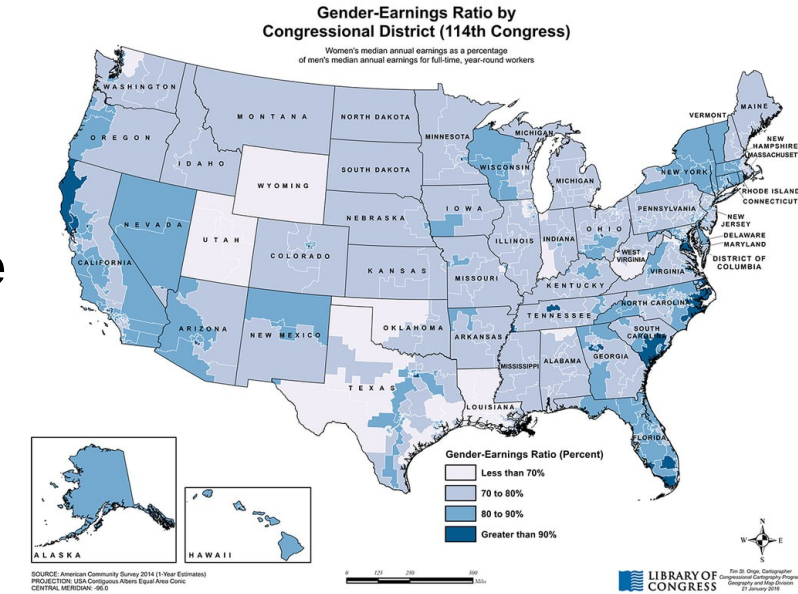 Gender-Earnings Ratio by
Congressional District (114th Congress)
Women's median annual earnings as a percentage
of men's median annual earnings for full-time, year-round workers
WASHINGTON
OREGON
IDAHO
MONTANA
WYOMING
NEVADA
UTAH
CALIFORNIA
COLORADO
ARIZONA
NEW MEXICO
NORTH DAKOTA
SOUTH DAKOTA
NEBRASKA
KANSAS
OKLAHOMA
TEXAS
MINNESOTA
IOWA
MISSOURI
ARKANSAS
LOUISIANA
WISCONSIN
ILLINOIS
MICHIGAN
MICHIGAN
INDIANA
OHIO
KENTUCKY
TENNESSEE
MISSISSIPPI
ALABAMA
GEORGIA
FLORIDA
SOUTH
CAROLINA
NORTH CAROLINA
VIRGINIA
WEST
VIRGINIA
PENNSYLVANIA
NEW YORK
VERMONT
MAINE
NEW
HAMPSHIRE
MASSACHUSET
RHODE ISLAND
CONNECTICUT
NEW
JERSEY
DELAWARE
MARYLAND
DISTRICT OF
COLUMBIA
e
ALASKA
HAWAII
Gender-Earnings Ratio (Percent)
Less than 70%
70 to 80%
80 to 90%
Greater than 90%
N
W
E
S
SOURCE: American Community Survey 2014 (1-Year Estimates)
PROJECTION: USA Contiguous Albers Equal Area Conic
CENTRAL MERIDIAN: -96.0
0 125 250 500
Miles
LIBRARY OF
CONGRESS
Tim St. Onge, Cartographer
Congressional Cartography Progra
Geography and Map Division
21 January 2016